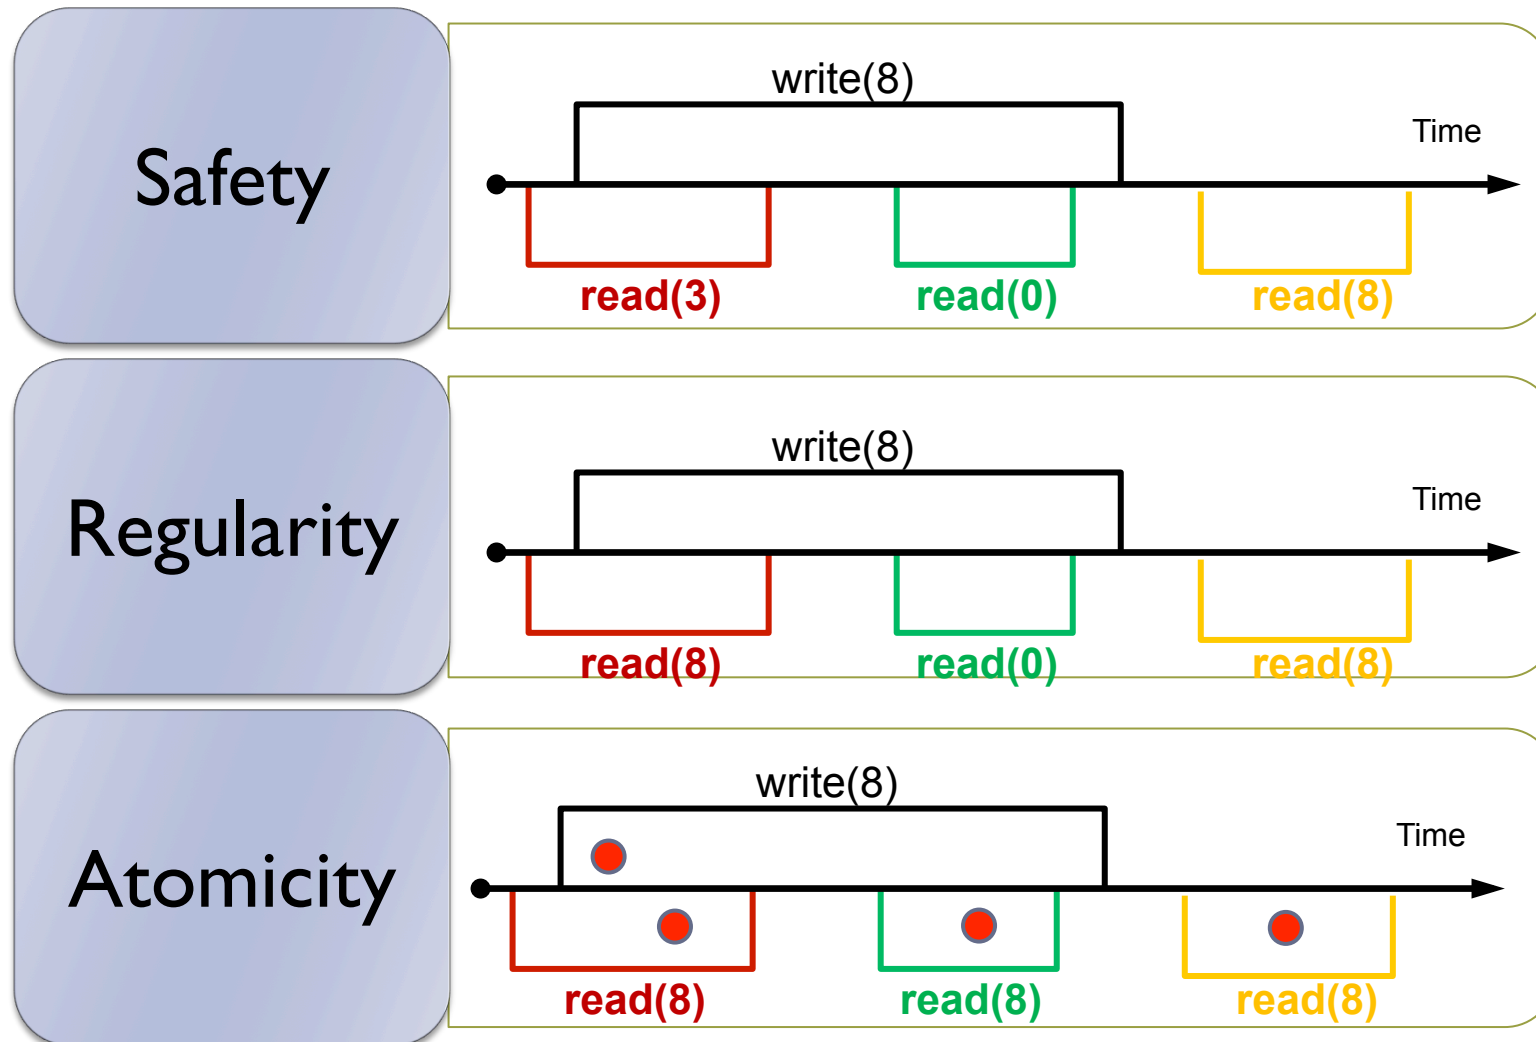 Safety
write(8)
Time
read(3) read(0) read(8)
Regularity
write(8)
Time
read(8) read(0) read(8)
Atomicity
write(8)
Time
read(8) read(8) read(8)